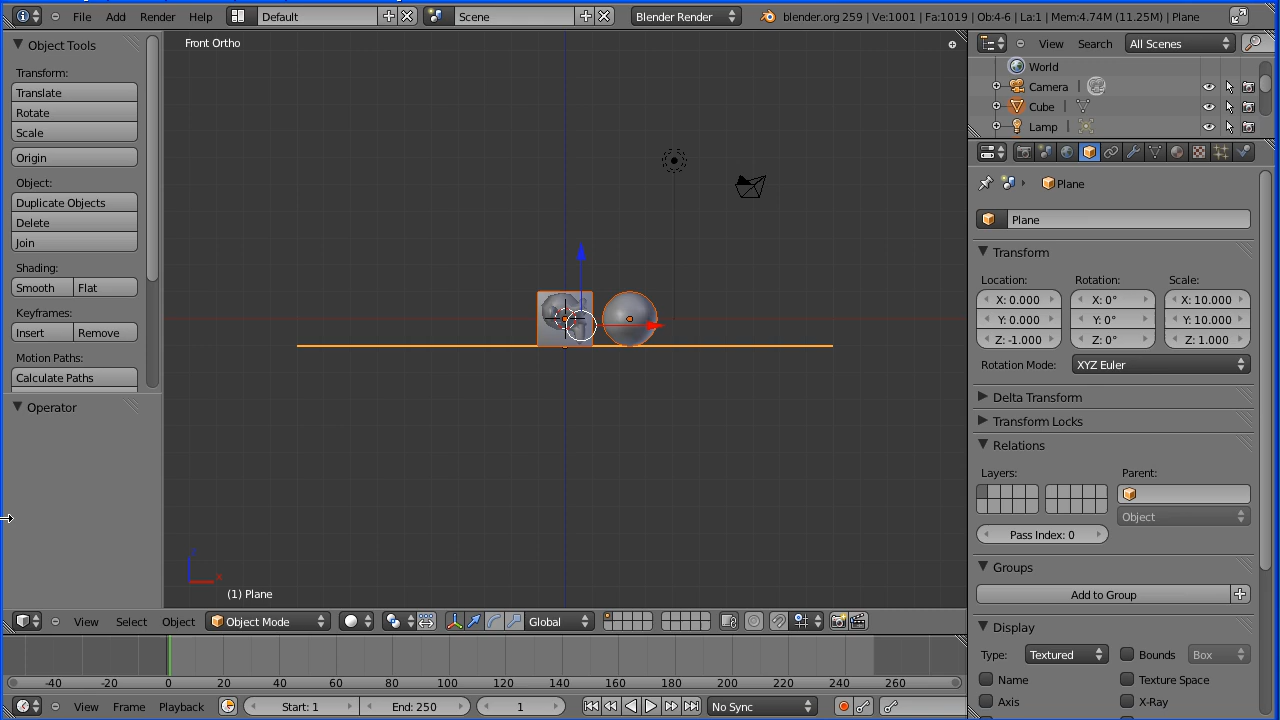 File Add Render Help Default Scene Blender Render blender.org 259 | Ve:1001 | Fa:1019 | Ob:4-6 | La:1 | Mem:4.74M (11.25M) | Plane
Object Tools
Transform:
Translate
Rotate
Scale
Origin
Object:
Duplicate Objects
Delete
Join
Shading:
Smooth Flat
Keyframes:
Insert Remove
Motion Paths:
Calculate Paths
Operator
Front Ortho
x
(1) Plane
View Select Object Object Mode Global
-40 -20 0 20 40 60 80 100 120 140 160 180 200 220 240 260
View Frame Playback Start: 1 End: 250 1 No Sync
View Search All Scenes
World
Camera |
Cube |
Lamp |
Plane
Plane
Transform
Location: Rotation: Scale:
X: 0.000 X: 0° X: 10.000
Y: 0.000 Y: 0° Y: 10.000
Z: -1.000 Z: 0° Z: 1.000
Rotation Mode: XYZ Euler
Delta Transform
Transform Locks
Relations
Layers: Parent:
Object
Pass Index: 0
Groups
Add to Group
Display
Type: Textured Bounds Box
Name Texture Space
Axis X-Ray